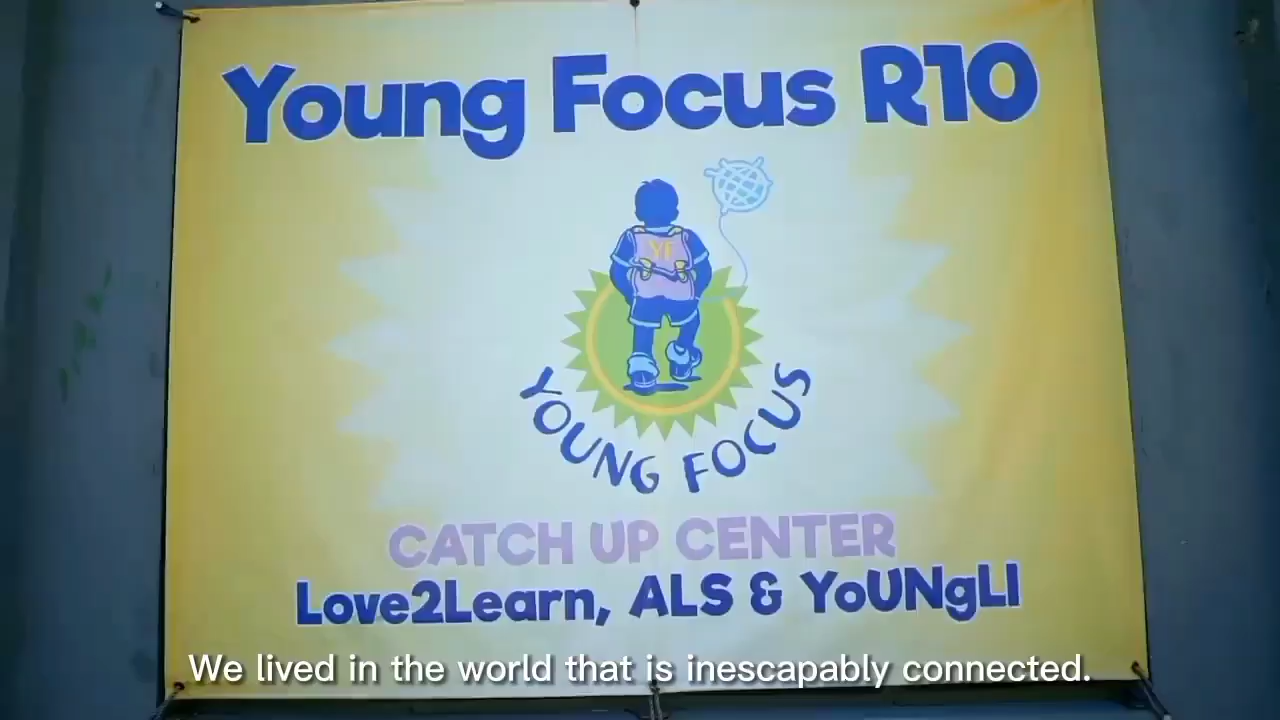 Young Focus R10
YF
YOUNG FOCUS
CATCH UP CENTER
Love2Learn, ALS & YoUNgLI
We lived in the world that is inescapably connected.